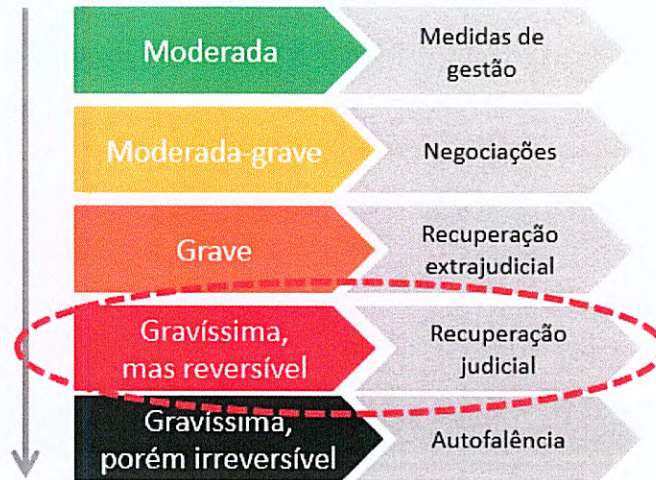 Moderada
Medidas de
gestão
Moderada-grave
Negociações
Grave
Recuperação
extrajudicial
Gravíssima,
mas reversível
Recuperação
judicial
Gravíssima,
porém irreversível
Autofalência